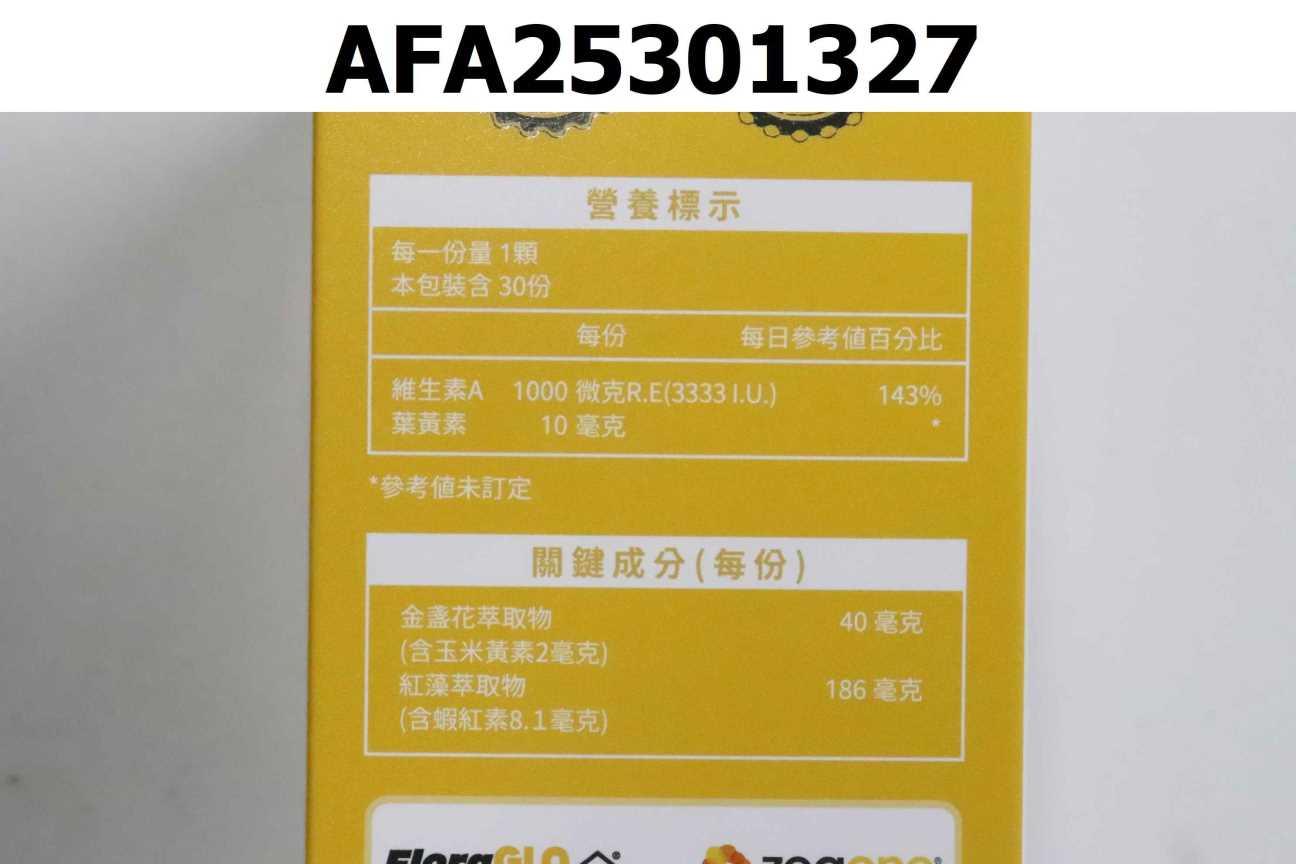 AFA25301327
營養標示
每一份量 1顆
本包裝含 30份
每份 每日參考值百分比
維生素A 1000 微克R.E(3333 I.U.) 143%
葉黃素 10 毫克 *
*參考值未訂定
關鍵成分(每份)
金盞花萃取物 40 毫克
(含玉米黃素2毫克)
紅藻萃取物 186 毫克
(含蝦紅素8.1毫克)
FloraGLO